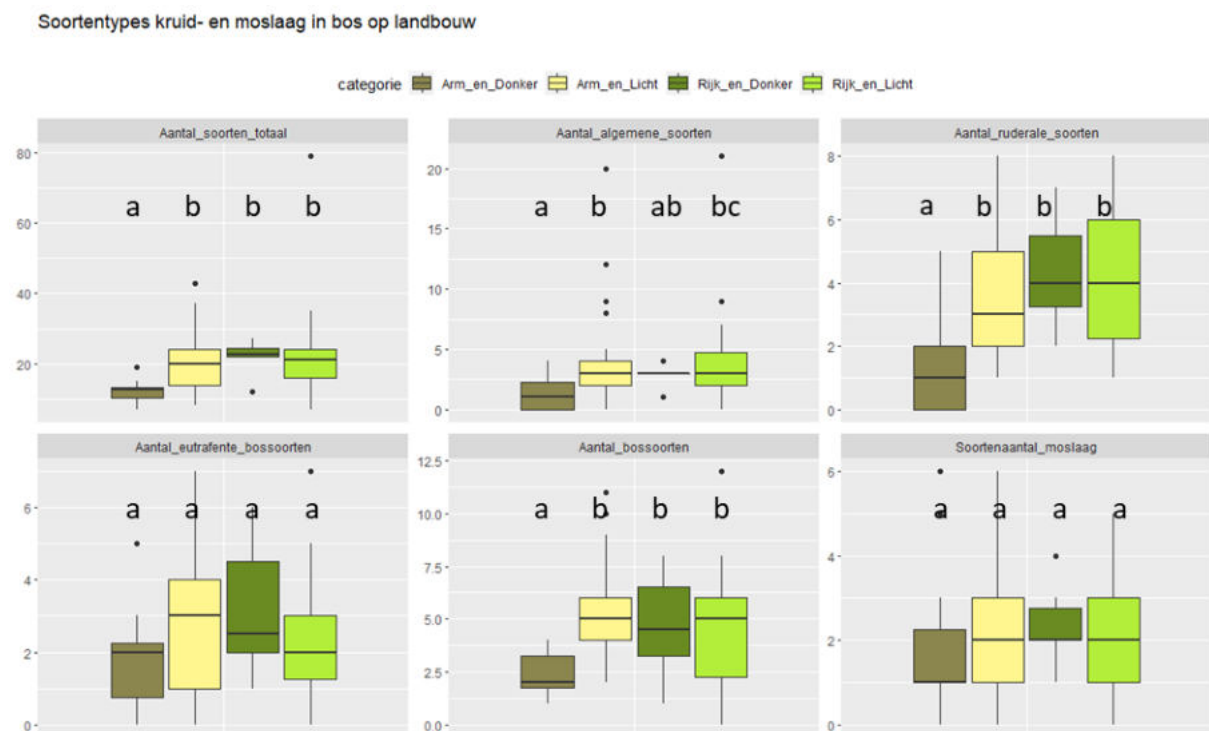 Soortentypes kruid- en moslaag in bos op landbouw
categorie Arm_en_Donker Arm_en_Licht Rijk_en_Donker Rijk_en_Licht
Aantal_soorten_totaal
80
60
40
20
a b b b
Aantal_algemene_soorten
20
15
10
5
0
a b ab bc
Aantal_ruderale_soorten
8
6
4
2
0
a b b b
Aantal_eutrafente_bossoorten
6
4
2
0
a a a a
Aantal_bossoorten
12.5
10.0
7.5
5.0
2.5
0.0
a b b b
Soortenaantal_moslaag
6
4
2
0
a a a a